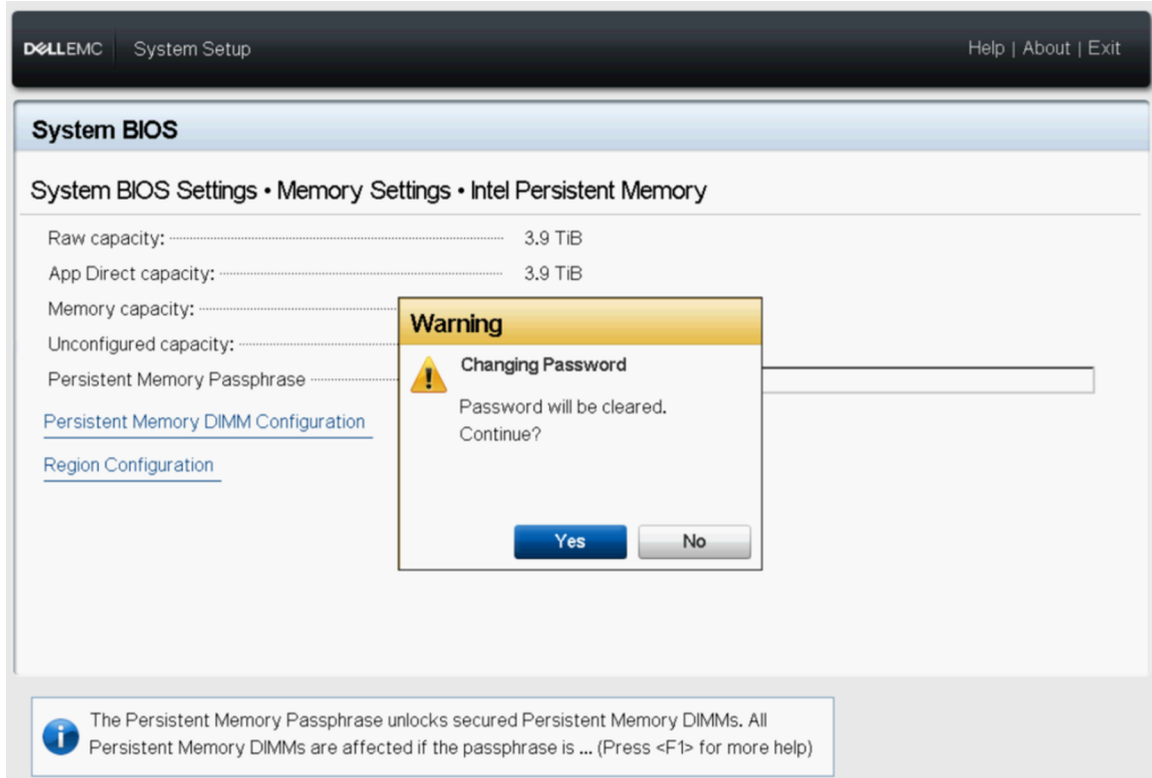 DELLEMC System Setup Help | About | Exit
System BIOS
System BIOS Settings • Memory Settings • Intel Persistent Memory
Raw capacity: 3.9 TiB
App Direct capacity: 3.9 TiB
Memory capacity:
Unconfigured capacity:
Persistent Memory Passphrase
Persistent Memory DIMM Configuration
Region Configuration
Warning
Changing Password
Password will be cleared.
Continue?
Yes No
The Persistent Memory Passphrase unlocks secured Persistent Memory DIMMs. All
Persistent Memory DIMMs are affected if the passphrase is ... (Press <F1> for more help)